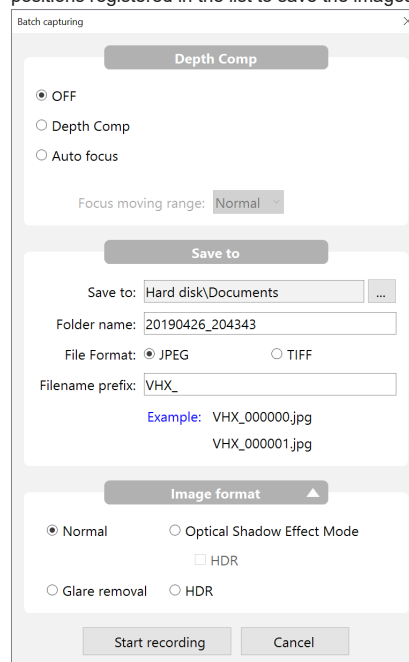 positions registered in the list to save the images
Batch capturing
Depth Comp
OFF
Depth Comp
Auto focus
Focus moving range: Normal
Save to
Save to: Hard disk\Documents ...
Folder name: 20190426_204343
File Format: JPEG TIFF
Filename prefix: VHX_
Example: VHX_000000.jpg
VHX_000001.jpg
Image format
Normal Optical Shadow Effect Mode
HDR
Glare removal HDR
Start recording Cancel